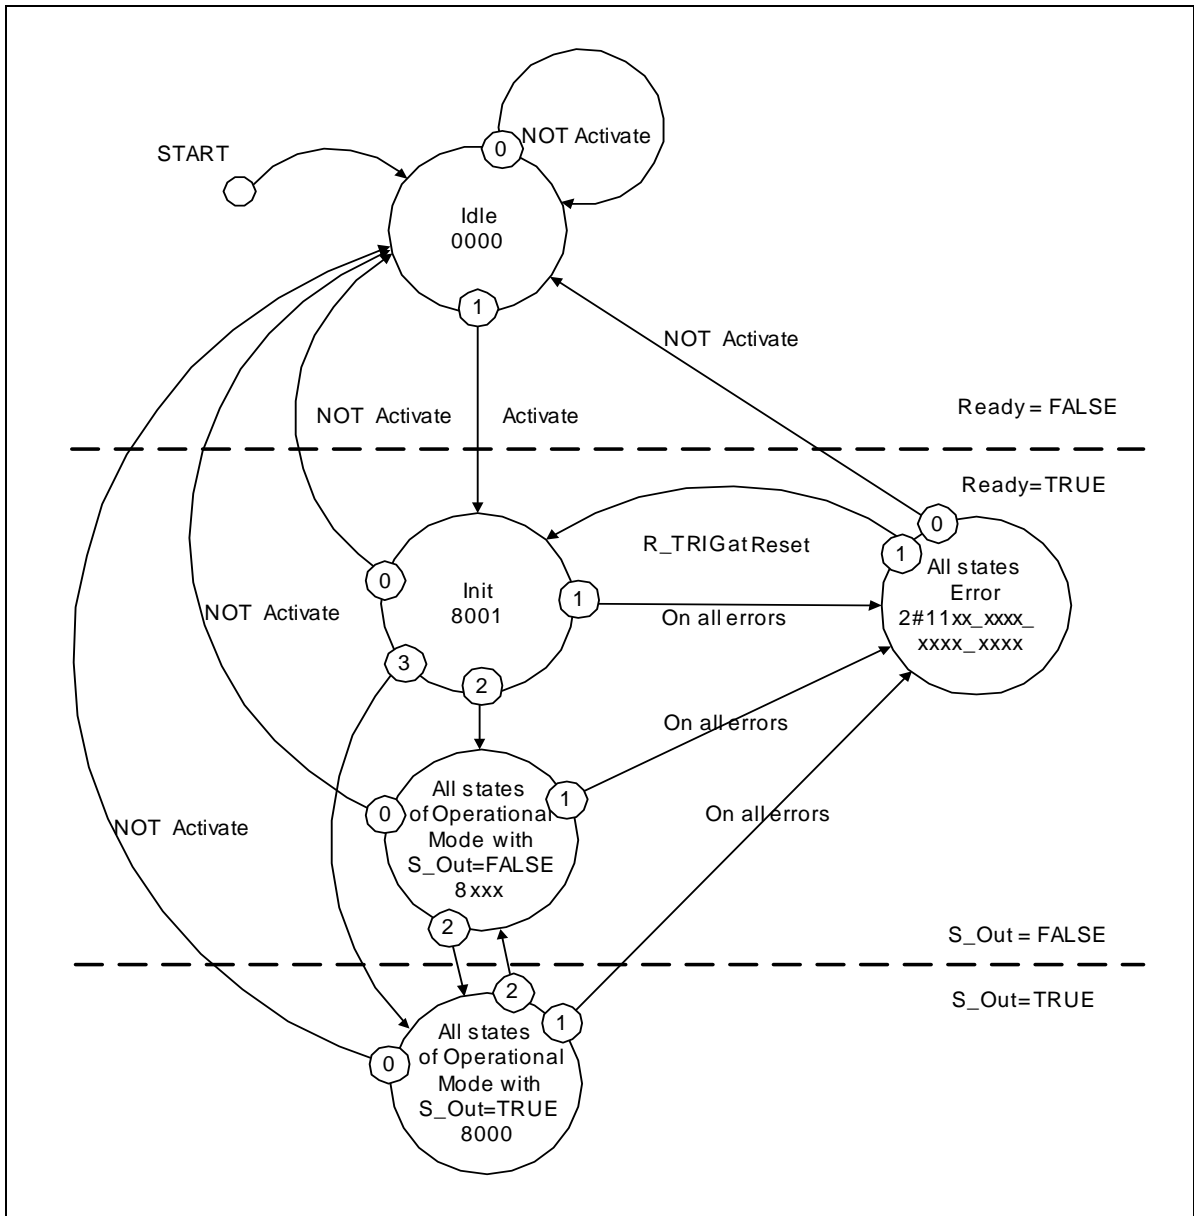 NOT Activate
0
START
Idle
0000
1
NOT Activate
Ready = FALSE
NOT Activate
Activate
Ready=TRUE
0
R_TRIG at Reset
1
All states
Error
2#11xx_xxxx_
xxxx_xxxx
0
Init
8001
1
On all errors
NOT Activate
3
2
On all errors
All states
of Operational
Mode with
S_Out=FALSE
8xxx
0
1
On all errors
NOT Activate
2
S_Out = FALSE
2
S_Out=TRUE
1
All states
of Operational
Mode with
S_Out=TRUE
8000
0